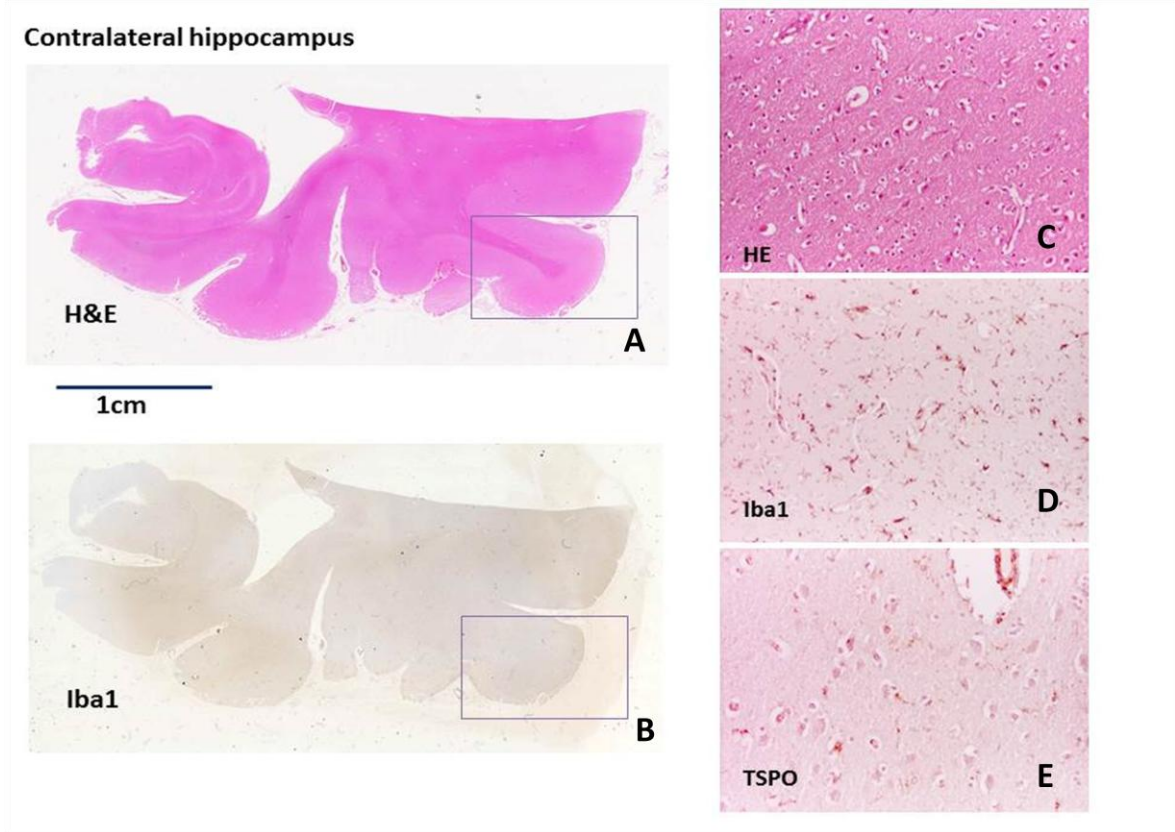 Contralateral hippocampus
H&E
A
1cm
Iba1
B
HE
C
Iba1
D
TSPO
E